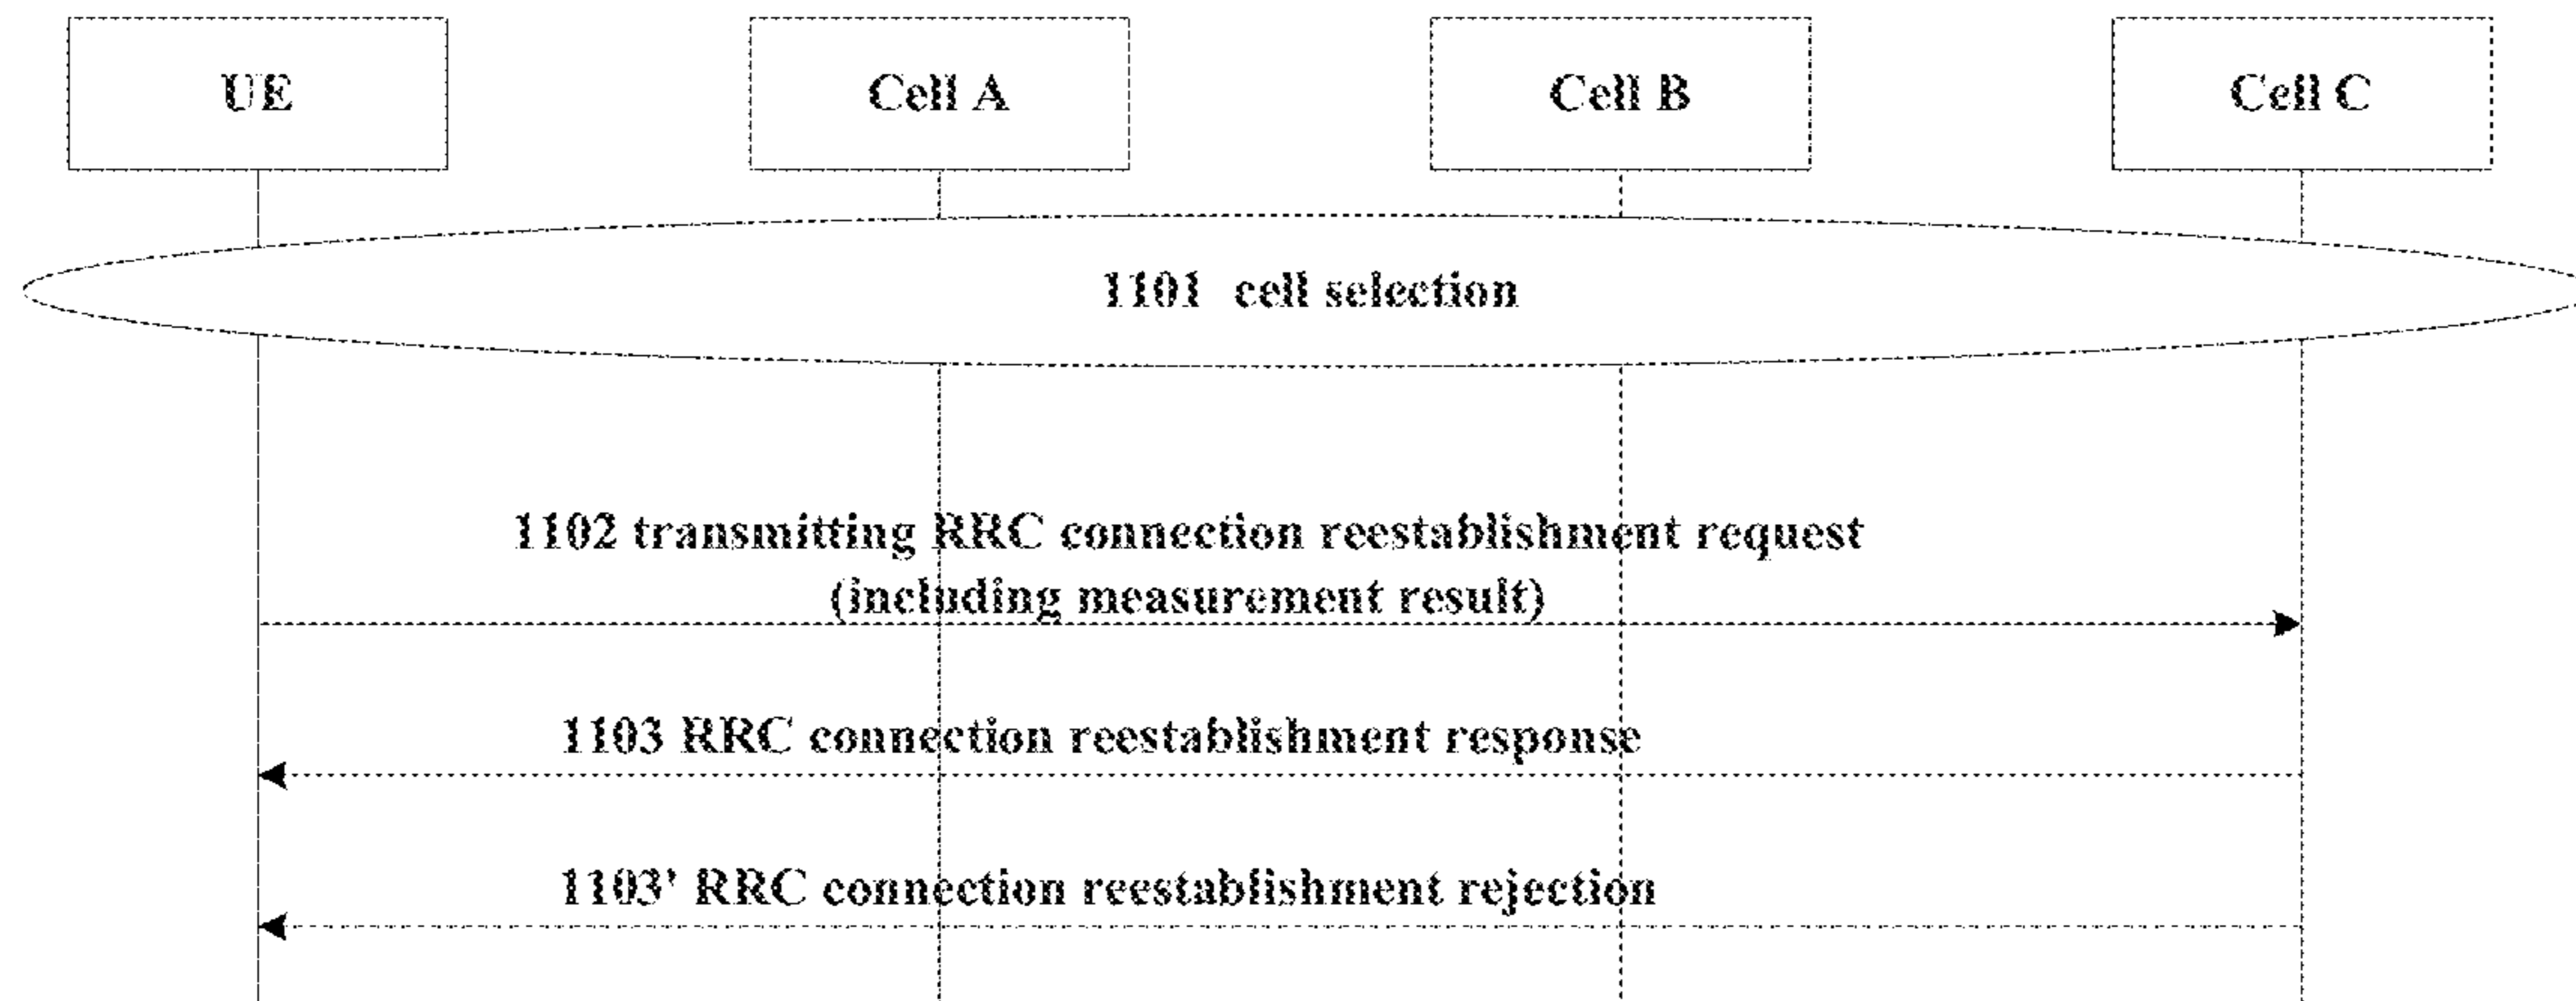 UE
Cell A
Cell B
Cell C
1101 cell selection
1102 transmitting RRC connection reestablishment request
(including measurement result)
1103 RRC connection reestablishment response
1103' RRC connection reestablishment rejection